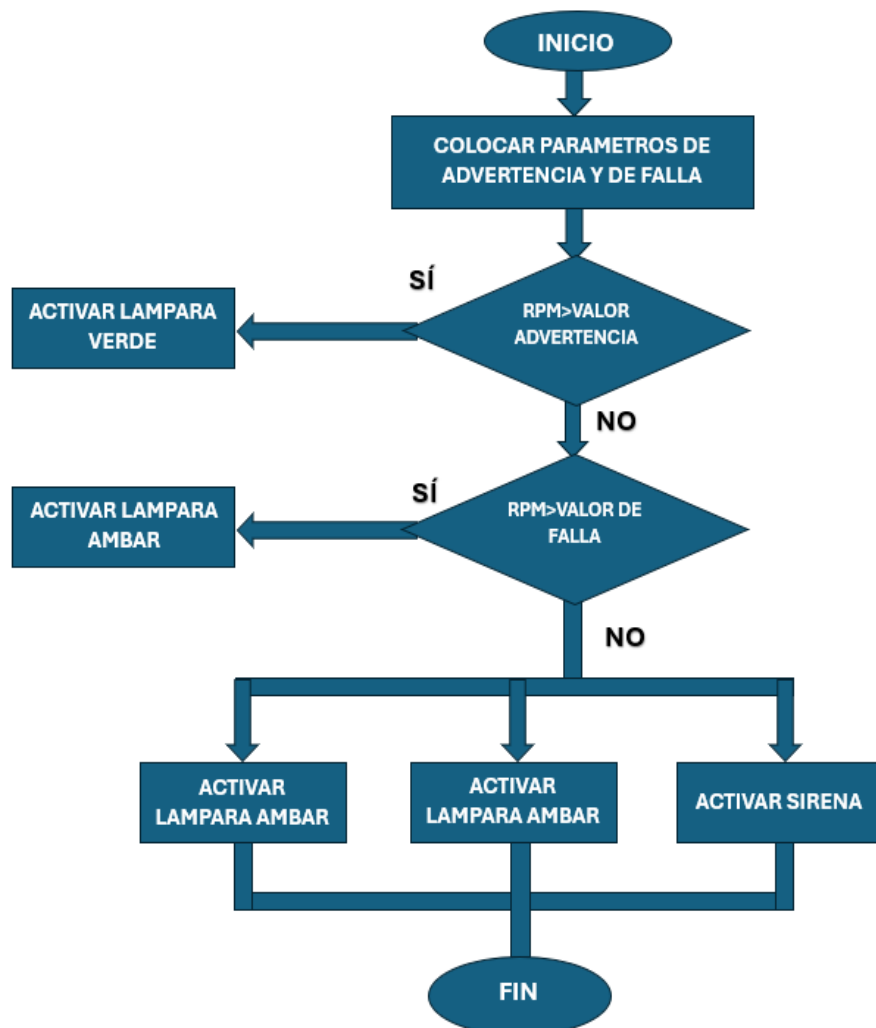 INICIO
COLOCAR PARAMETROS DE
ADVERTENCIA Y DE FALLA
SÍ
RPM>VALOR
ADVERTENCIA
ACTIVAR LAMPARA
VERDE
NO
SÍ
RPM>VALOR DE
FALLA
ACTIVAR LAMPARA
AMBAR
NO
ACTIVAR
LAMPARA AMBAR
ACTIVAR
LAMPARA AMBAR
ACTIVAR SIRENA
FIN